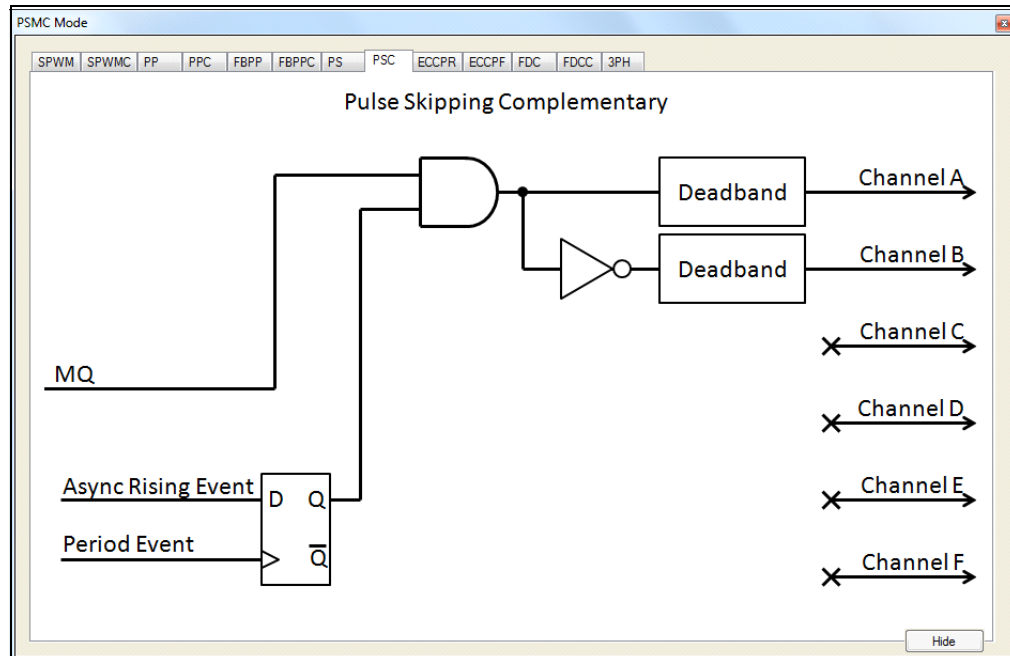 PSMC Mode
SPWM SPWMC PP PPC FBPP FBPPC PS PSC ECCPR ECCPF FDC FDCC 3PH
Pulse Skipping Complementary
Deadband
Channel A
Deadband
Channel B
Channel C
MQ
Channel D
Async Rising Event
D Q
Channel E
Period Event
Q̅
Channel F
Hide